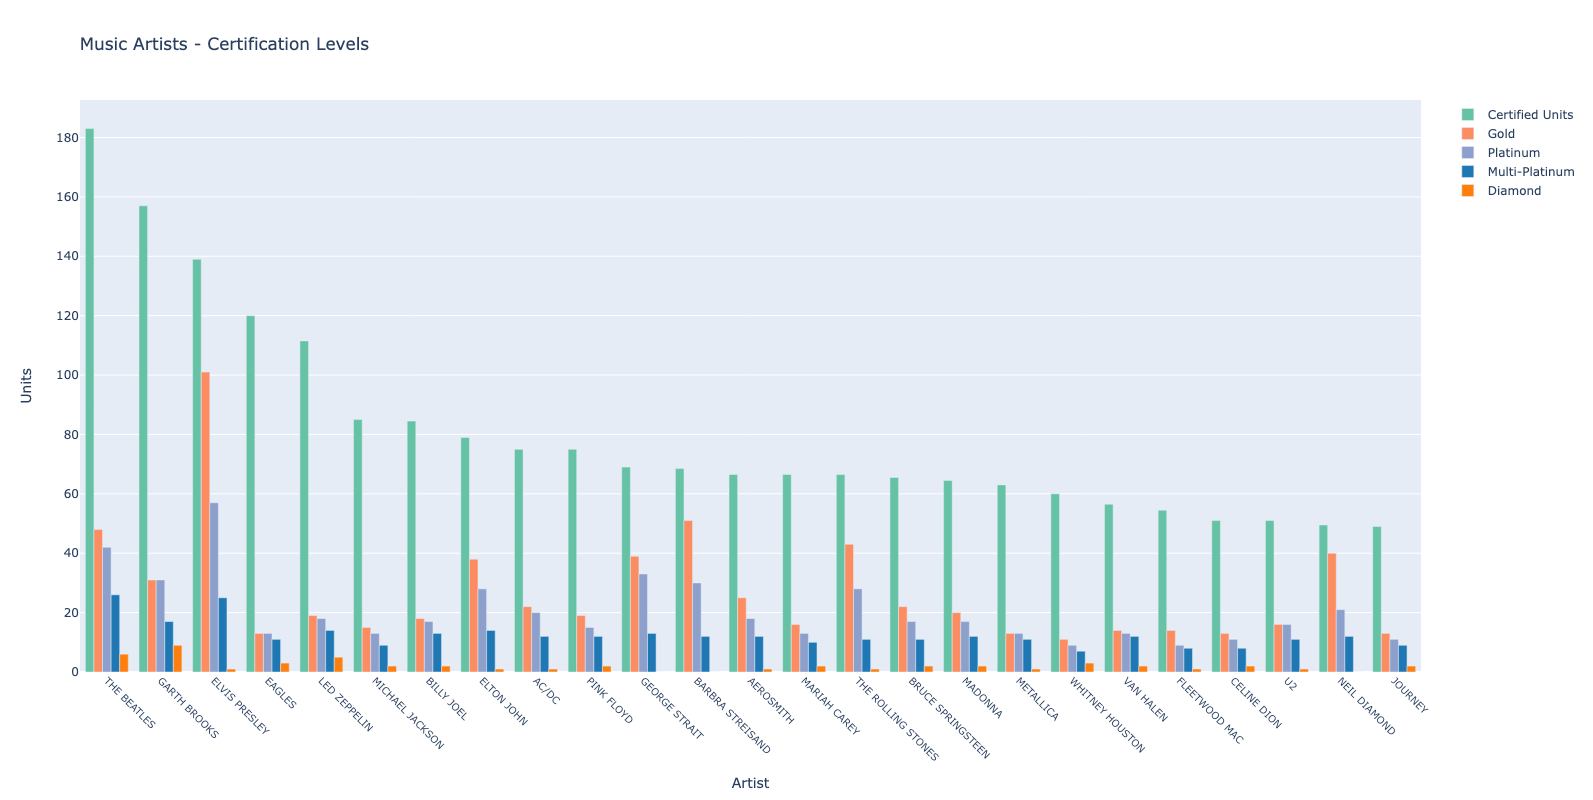 Music Artists - Certification Levels
Certified Units
Gold
Platinum
Multi-Platinum
Diamond
Units
180
160
140
120
100
80
60
40
20
0
THE BEATLES
GARTH BROOKS
ELVIS PRESLEY
EAGLES
LED ZEPPELIN
MICHAEL JACKSON
BILLY JOEL
ELTON JOHN
AC/DC
PINK FLOYD
GEORGE STRAIT
BARBRA STREISAND
AEROSMITH
MARIAH CAREY
THE ROLLING STONES
BRUCE SPRINGSTEEN
MADONNA
METALLICA
WHITNEY HOUSTON
VAN HALEN
FLEETWOOD MAC
CELINE DION
U2
NEIL DIAMOND
JOURNEY
Artist